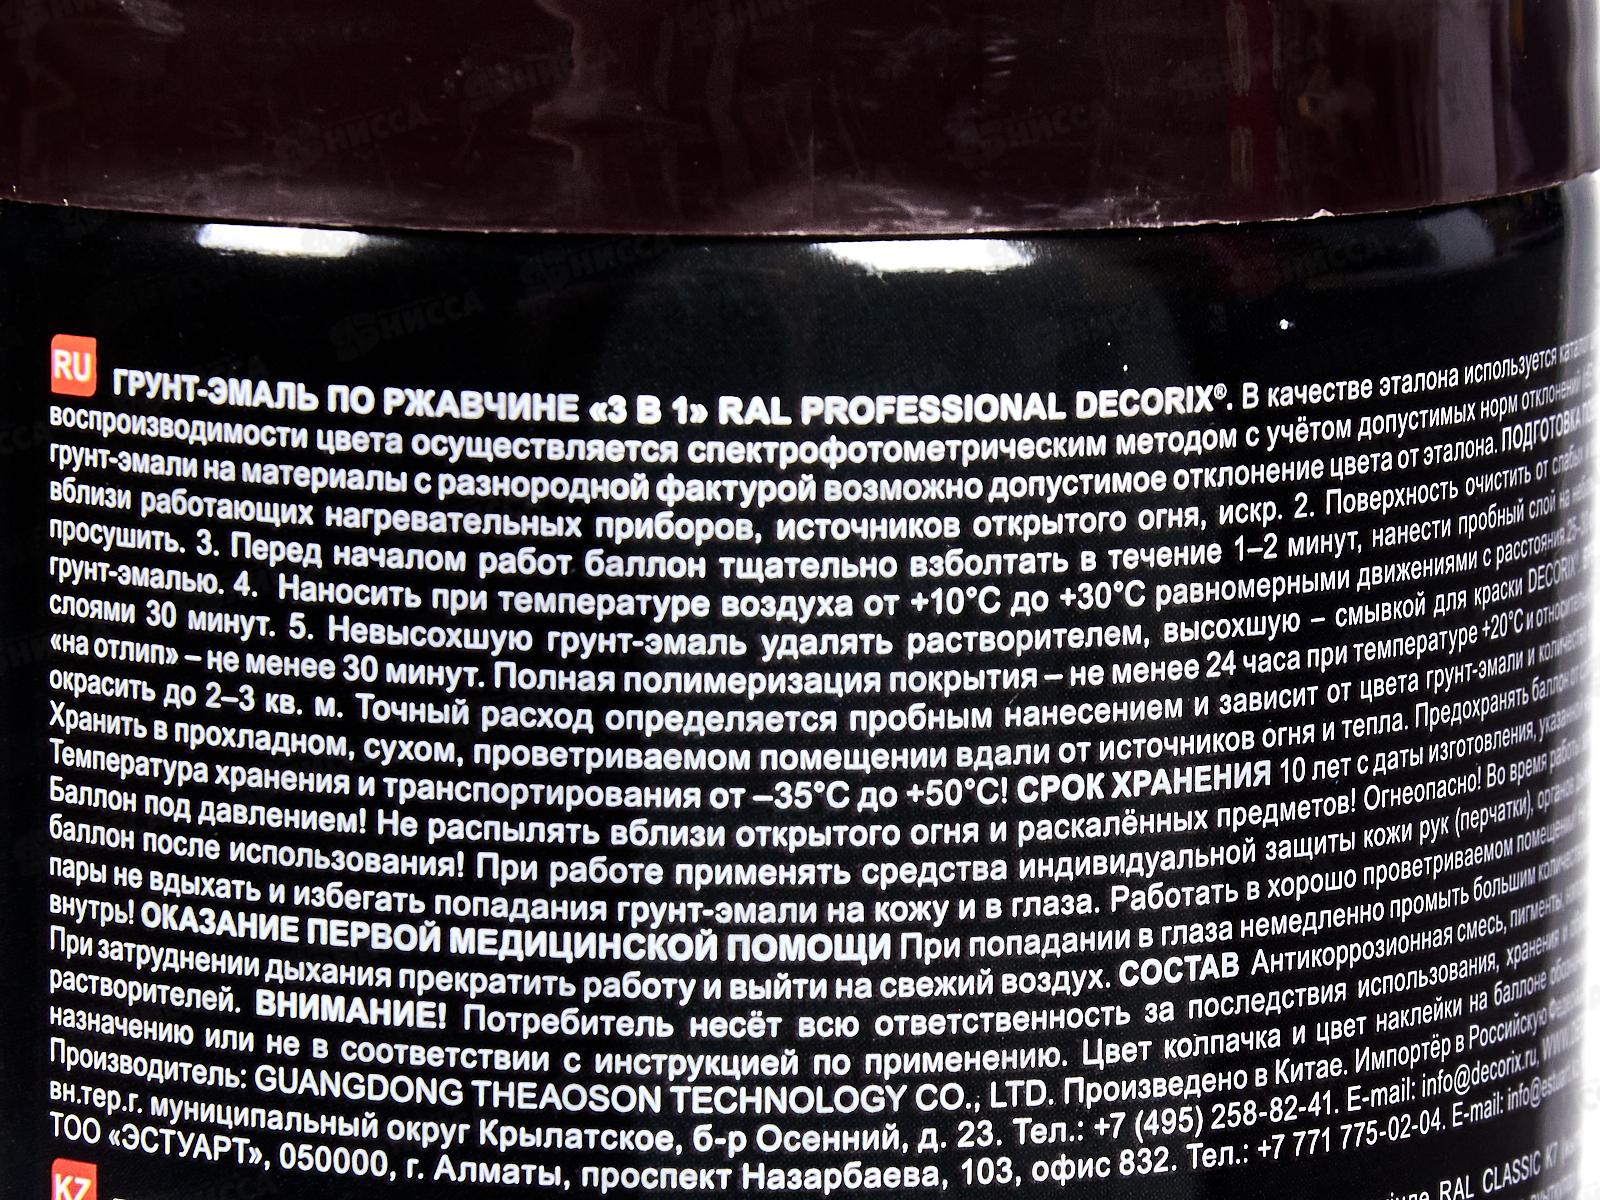 RU
ГРУНТ-ЭМАЛЬ ПО РЖАВЧИНЕ «3 В 1» RAL PROFESSIONAL DECORIX®. В качестве эталона используется каталог
воспроизводимости цвета осуществляется спектрофотометрическим методом с учётом допустимых норм отклонений
грунт-эмали на материалы с разнородной фактурой возможно допустимое отклонение цвета от эталона. ПОДГОТОВКА
вблизи работающих нагревательных приборов, источников открытого огня, искр. 2. Поверхность очистить от слабых
просушить. 3. Перед началом работ баллон тщательно взболтать в течение 1–2 минут, нанести пробный слой на
грунт-эмалью. 4. Наносить при температуре воздуха от +10°С до +30°С равномерными движениями с расстояния
слоями 30 минут. 5. Невысохшую грунт-эмаль удалять растворителем, высохшую – смывкой для краски DECORIX®.
«на отлип» – не менее 30 минут. Полная полимеризация покрытия – не менее 24 часа при температуре +20°С и
окрасить до 2–3 кв. м. Точный расход определяется пробным нанесением и зависит от цвета грунт-эмали и
Хранить в прохладном, сухом, проветриваемом помещении вдали от источников огня и тепла. Предохранять баллон от
Температура хранения и транспортирования от –35°С до +50°С! СРОК ХРАНЕНИЯ 10 лет с даты изготовления,
Баллон под давлением! Не распылять вблизи открытого огня и раскалённых предметов! Огнеопасно! Во время работы
баллон после использования! При работе применять средства индивидуальной защиты кожи рук (перчатки), органов
пары не вдыхать и избегать попадания грунт-эмали на кожу и в глаза. Работать в хорошо проветриваемом помещении
внутрь! ОКАЗАНИЕ ПЕРВОЙ МЕДИЦИНСКОЙ ПОМОЩИ При попадании в глаза немедленно промыть большим количеством
При затруднении дыхания прекратить работу и выйти на свежий воздух. СОСТАВ Антикоррозионная смесь, пигменты,
растворителей. ВНИМАНИЕ! Потребитель несёт всю ответственность за последствия использования, хранения и
назначению или не в соответствии с инструкцией по применению. Цвет колпачка и цвет наклейки на баллоне
Производитель: GUANGDONG THEAOSON TECHNOLOGY CO., LTD. Произведено в Китае. Импортёр в Российскую
вн.тер.г. муниципальный округ Крылатское, б-р Осенний, д. 23. Тел.: +7 (495) 258-82-41. E-mail: info@decorix.ru,
ТОО «ЭСТУАРТ», 050000, г. Алматы, проспект Назарбаева, 103, офис 832. Тел.: +7 771 775-02-04. E-mail:
KZ
RAL CLASSIC K7